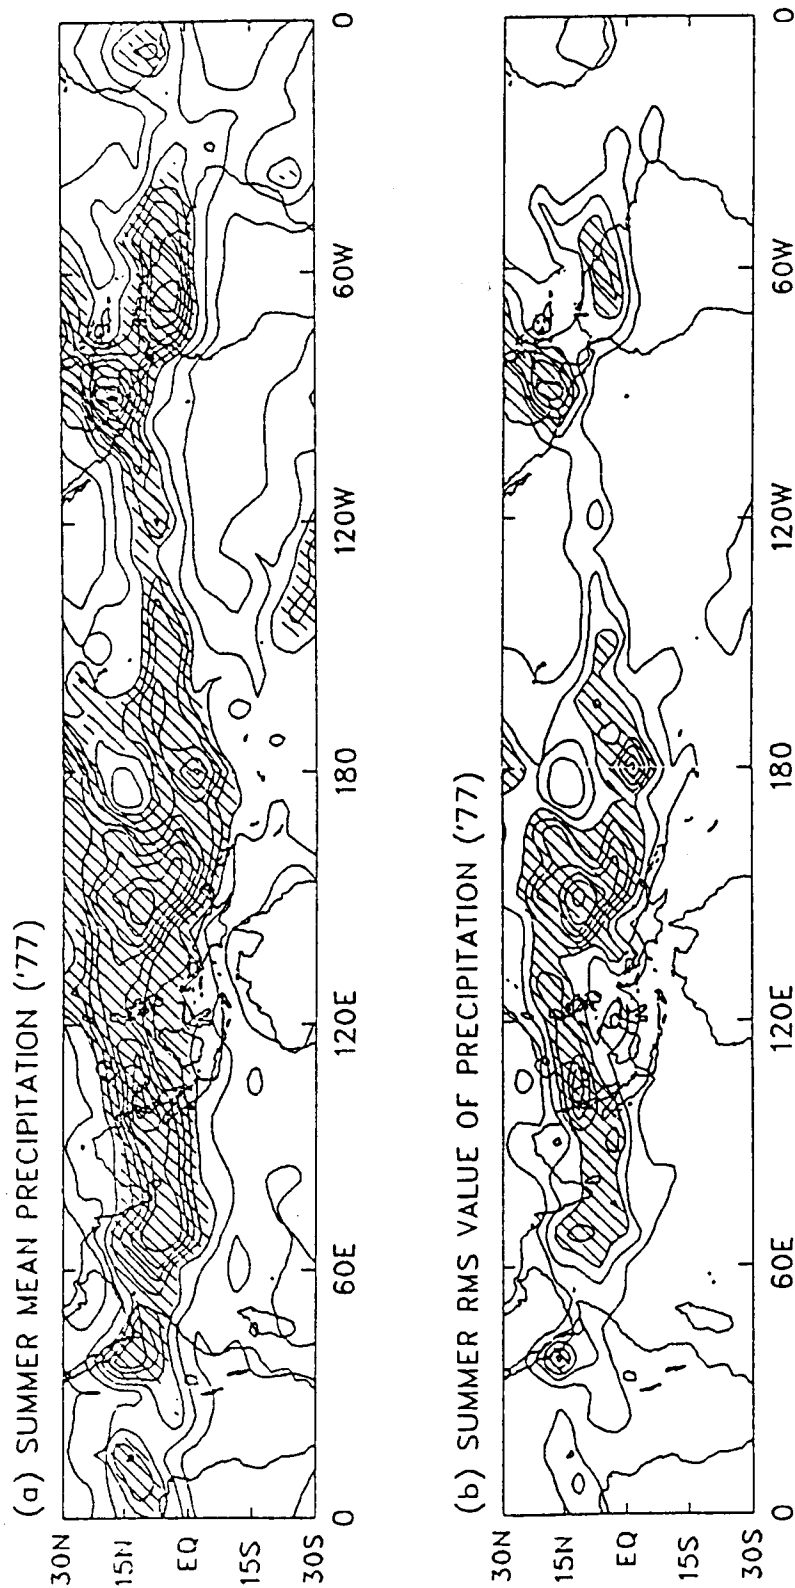 (a) SUMMER MEAN PRECIPITATION ('77)
30N
15N
EQ
15S
30S
0
60E
120E
180
120W
60W
0
(b) SUMMER RMS VALUE OF PRECIPITATION ('77)
30N
15N
EQ
15S
30S
0
60E
120E
180
120W
60W
0